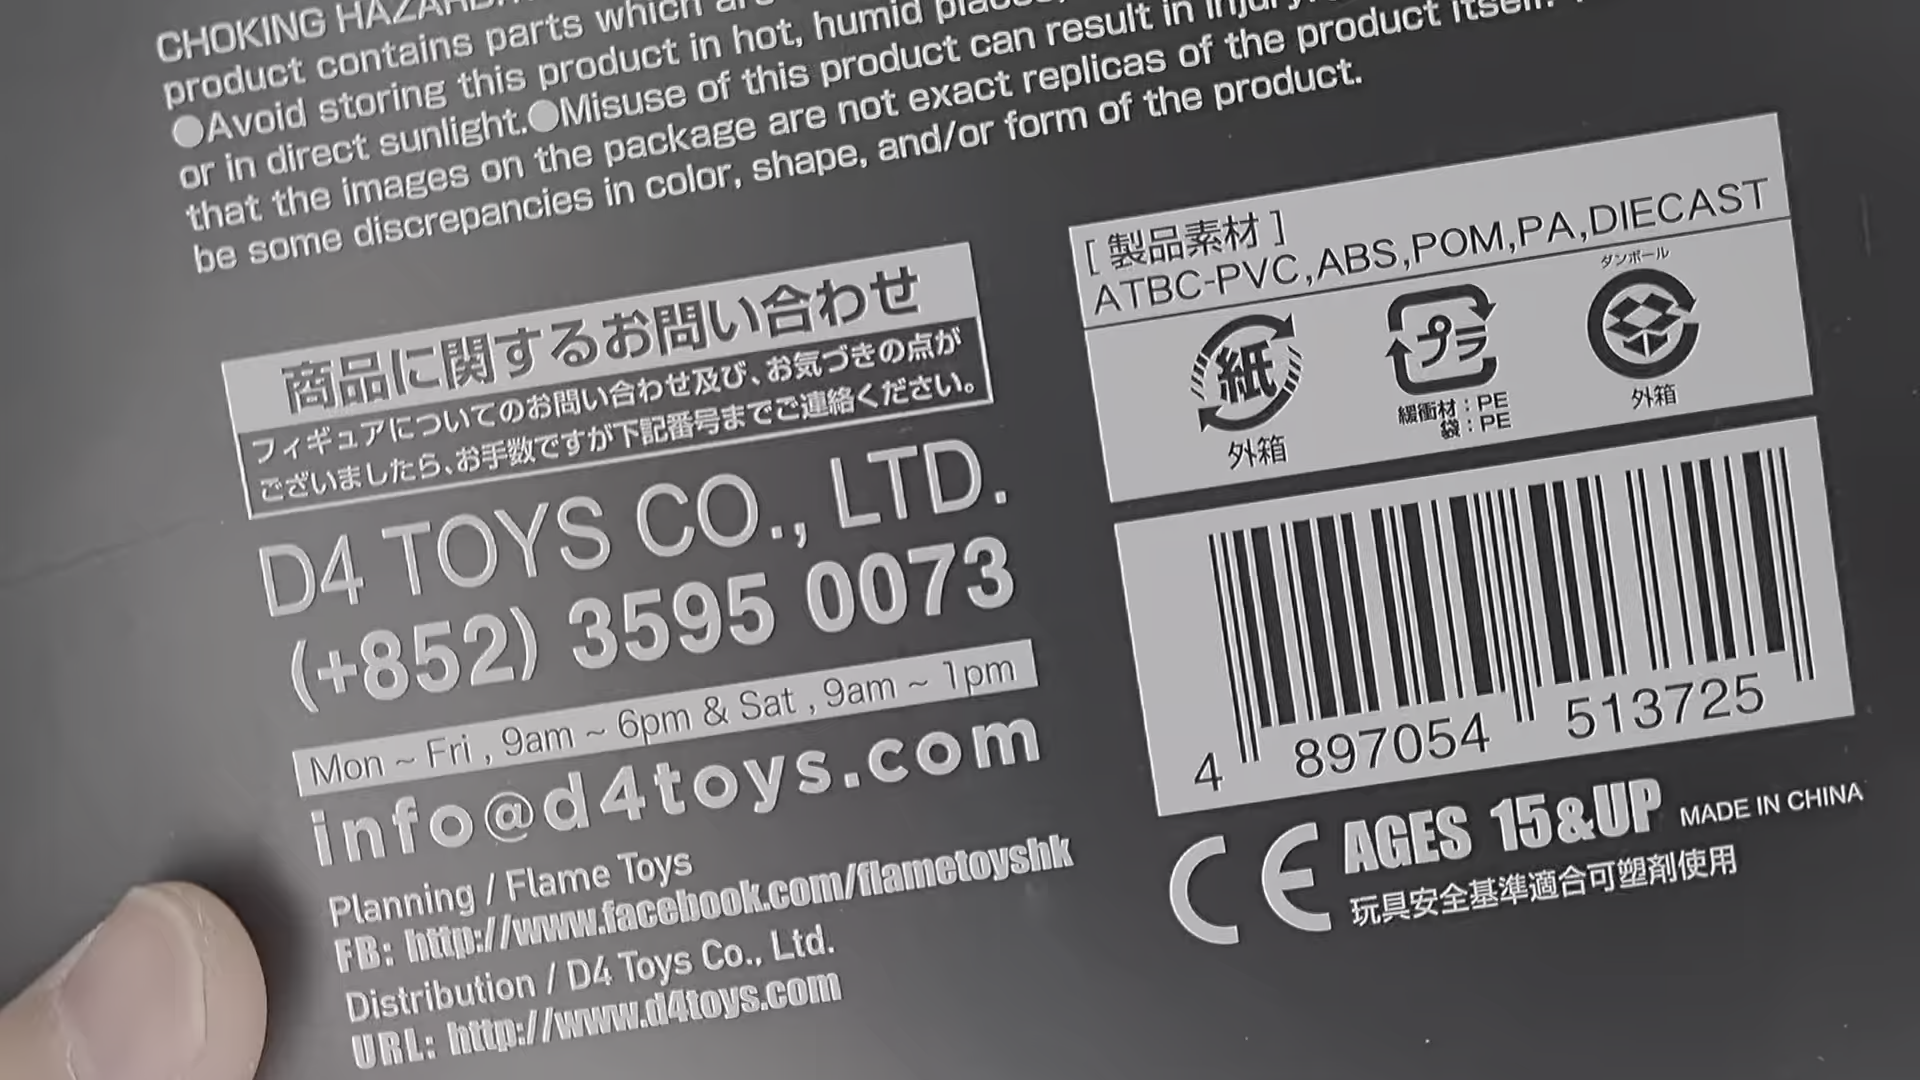 CHOKING HAZARD
product contains parts which are
●Avoid storing this product in hot, humid places,
or in direct sunlight.●Misuse of this product can result in injury.
that the images on the package are not exact replicas of the product itself.
be some discrepancies in color, shape, and/or form of the product.
商品に関するお問い合わせ
フィギュアについてのお問い合わせ及び、お気づきの点が
ございましたら、お手数ですが下記番号までご連絡ください。
D4 TOYS CO., LTD.
(+852) 3595 0073
Mon ~ Fri , 9am ~ 6pm & Sat , 9am ~ 1pm
info@d4toys.com
Planning / Flame Toys
FB: http://www.facebook.com/flametoyshk
Distribution / D4 Toys Co., Ltd.
URL: http://www.d4toys.com
[ 製品素材 ]
ATBC-PVC,ABS,POM,PA,DIECAST
紙
外箱
プラ
緩衝材：PE
袋：PE
ダンボール
外箱
4 897054 513725
CE AGES 15&UP MADE IN CHINA
玩具安全基準適合可塑剤使用